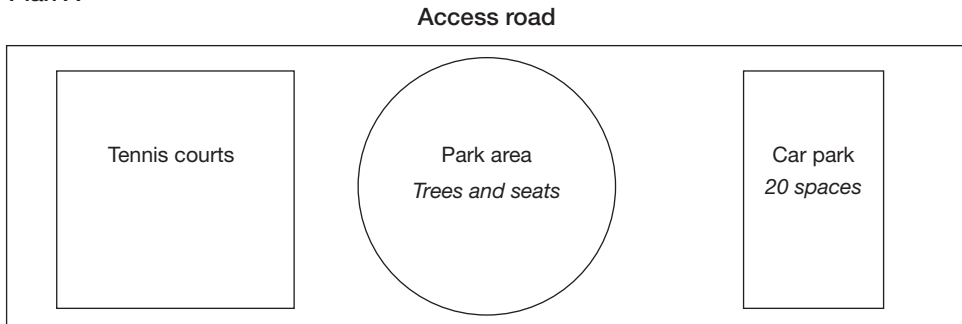 Access road
Tennis courts
Park area
Trees and seats
Car park
20 spaces